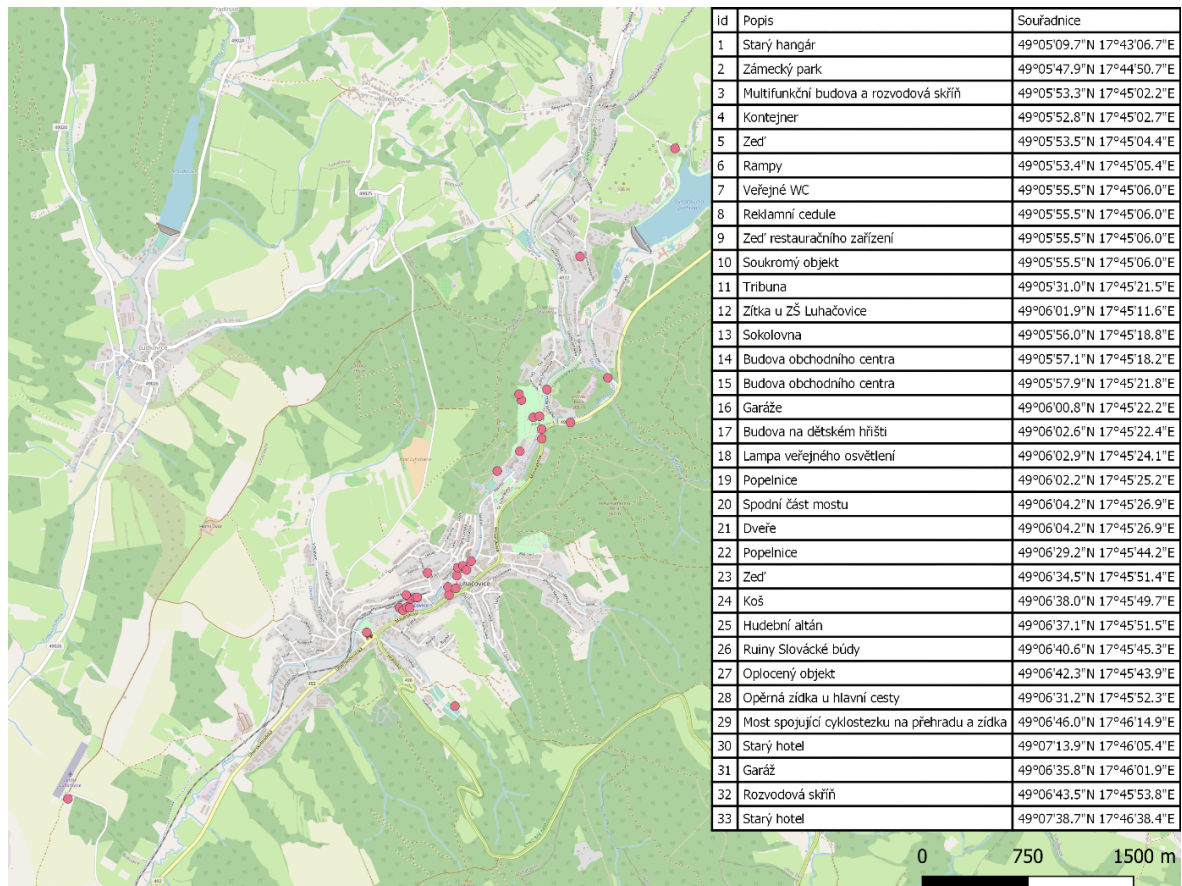 id Popis Souřadnice
1 Starý hangár 49°05'09.7"N 17°43'06.7"E
2 Zámecký park 49°05'47.9"N 17°44'50.7"E
3 Multifunkční budova a rozvodová skříň 49°05'53.3"N 17°45'02.2"E
4 Kontejner 49°05'52.8"N 17°45'02.7"E
5 Zeď 49°05'53.5"N 17°45'04.4"E
6 Rampy 49°05'53.4"N 17°45'05.4"E
7 Veřejné WC 49°05'55.5"N 17°45'06.0"E
8 Reklamní cedule 49°05'55.5"N 17°45'06.0"E
9 Zeď restauračního zařízení 49°05'55.5"N 17°45'06.0"E
10 Soukromý objekt 49°05'55.5"N 17°45'06.0"E
11 Tribuna 49°05'31.0"N 17°45'21.5"E
12 Zítka u ZŠ Luhačovice 49°06'01.9"N 17°45'11.6"E
13 Sokolovna 49°05'56.0"N 17°45'18.8"E
14 Budova obchodního centra 49°05'57.1"N 17°45'18.2"E
15 Budova obchodního centra 49°05'57.9"N 17°45'21.8"E
16 Garáže 49°06'00.8"N 17°45'22.2"E
17 Budova na dětském hřišti 49°06'02.6"N 17°45'22.4"E
18 Lampa veřejného osvětlení 49°06'02.9"N 17°45'24.1"E
19 Popelnice 49°06'02.2"N 17°45'25.2"E
20 Spodní část mostu 49°06'04.2"N 17°45'26.9"E
21 Dveře 49°06'04.2"N 17°45'26.9"E
22 Popelnice 49°06'29.2"N 17°45'44.2"E
23 Zeď 49°06'34.5"N 17°45'51.4"E
24 Koš 49°06'38.0"N 17°45'49.7"E
25 Hudební altán 49°06'37.1"N 17°45'51.5"E
26 Ruiny Slovácké búdy 49°06'40.6"N 17°45'45.3"E
27 Oplocený objekt 49°06'42.3"N 17°45'43.9"E
28 Opěrná zídka u hlavní cesty 49°06'31.2"N 17°45'52.3"E
29 Most spojující cyklostezku na přehradu a zídka 49°06'46.0"N 17°46'14.9"E
30 Starý hotel 49°07'13.9"N 17°46'05.4"E
31 Garáž 49°06'35.8"N 17°46'01.9"E
32 Rozvodová skříň 49°06'43.5"N 17°45'53.8"E
33 Starý hotel 49°07'38.7"N 17°46'38.4"E
0 750 1500 m